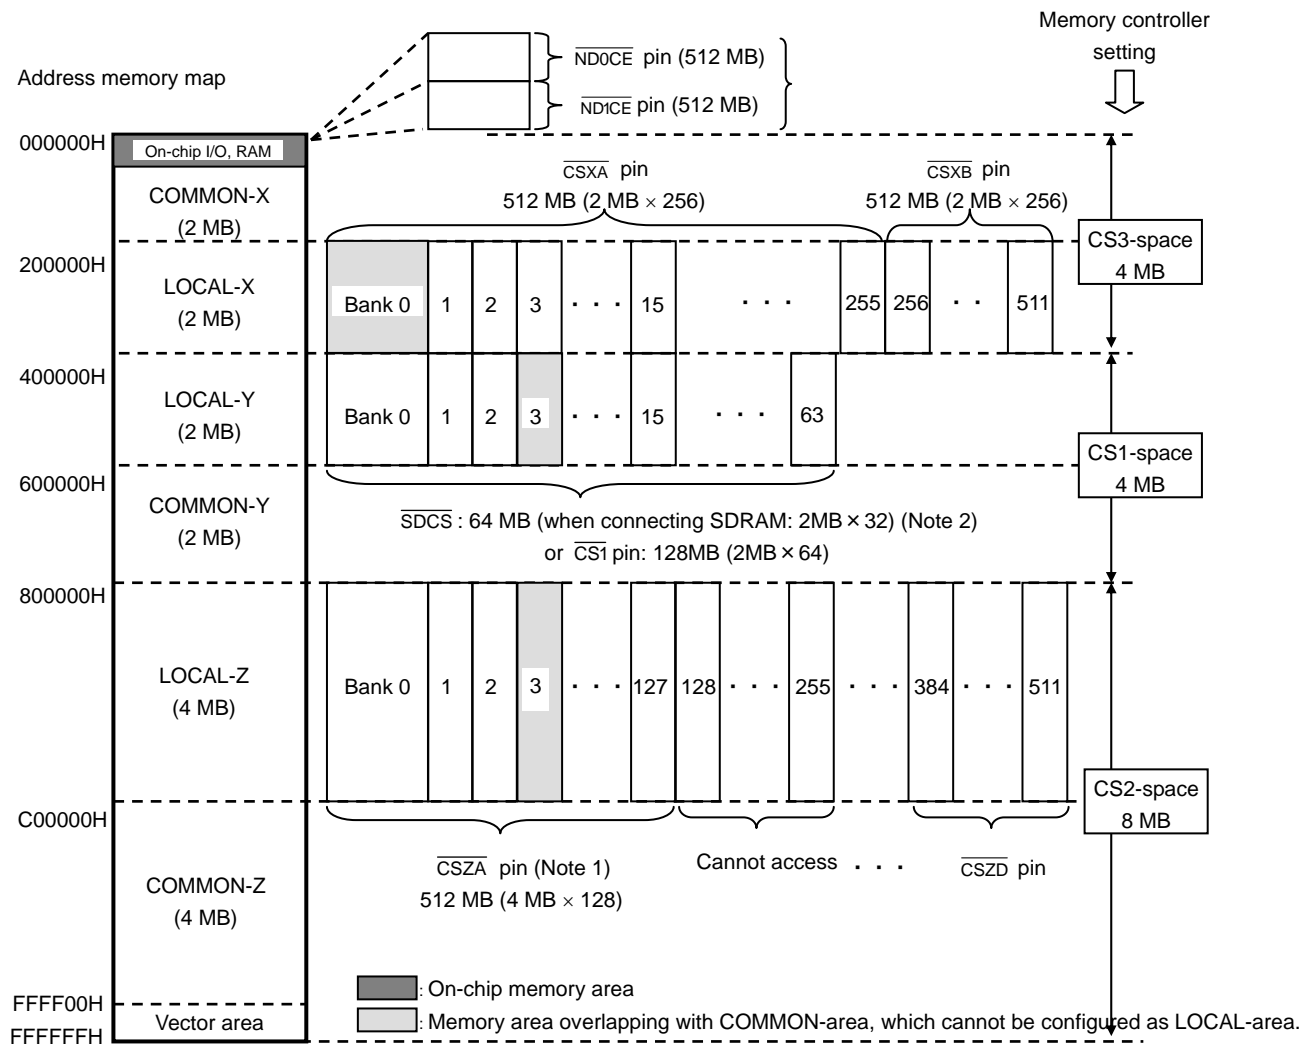 Memory controller
setting
Address memory map
ND0CE pin (512 MB)
ND1CE pin (512 MB)
000000H
On-chip I/O, RAM
COMMON-X
(2 MB)
CSXA pin
512 MB (2 MB × 256)
CSXB pin
512 MB (2 MB × 256)
CS3-space
4 MB
200000H
LOCAL-X
(2 MB)
Bank 0 1 2 3 · · · 15 · · · 255 256 · · 511
400000H
LOCAL-Y
(2 MB)
Bank 0 1 2 3 · · · 15 · · · 63
CS1-space
4 MB
600000H
COMMON-Y
(2 MB)
SDCS : 64 MB (when connecting SDRAM: 2MB × 32) (Note 2)
or CS1 pin: 128MB (2MB × 64)
800000H
LOCAL-Z
(4 MB)
Bank 0 1 2 3 · · · 127 128 · · · 255 · · · 384 · · · 511
CS2-space
8 MB
C00000H
COMMON-Z
(4 MB)
CSZA pin (Note 1)
512 MB (4 MB × 128)
Cannot access · · · CSZD pin
FFFF00H
Vector area
FFFFFFH
: On-chip memory area
: Memory area overlapping with COMMON-area, which cannot be configured as LOCAL-area.